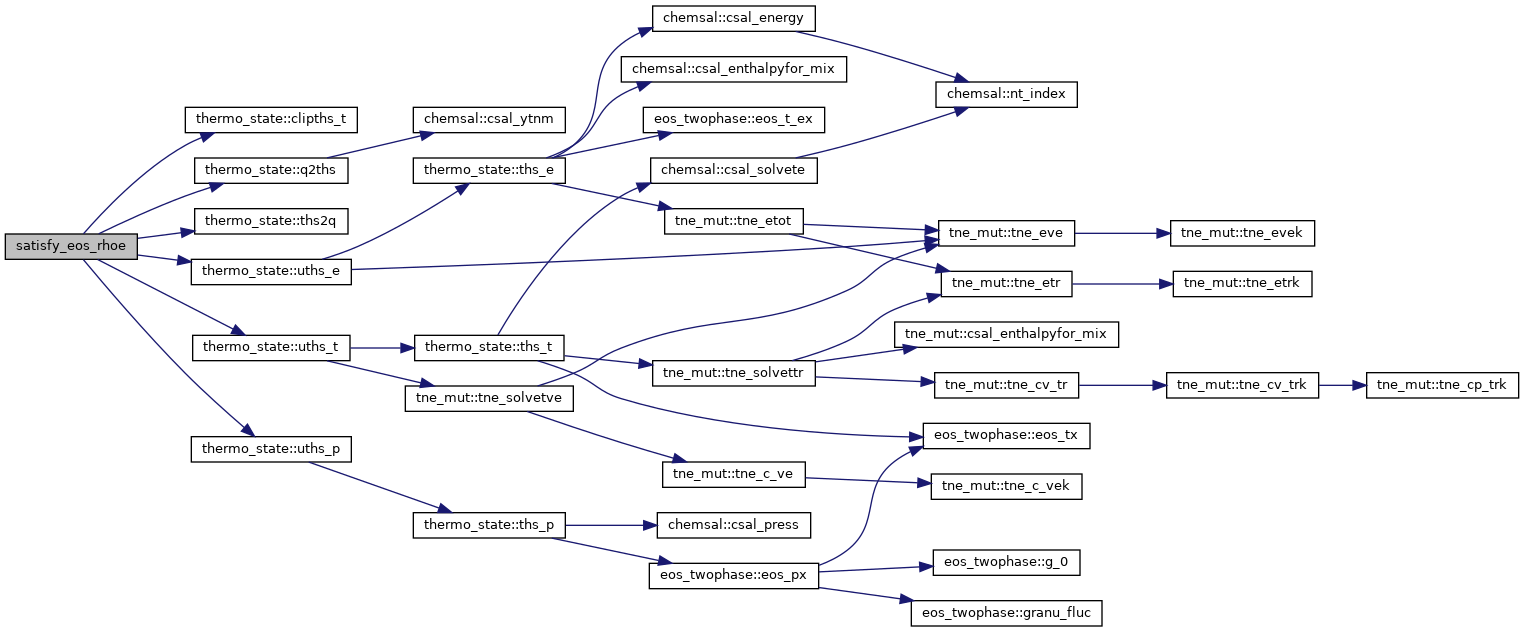 satisfy_eos_rhoe
thermo_state::clipths_t
thermo_state::q2ths
thermo_state::ths2q
thermo_state::uths_e
thermo_state::uths_t
thermo_state::uths_p
chemsal::csal_ytnm
thermo_state::ths_e
thermo_state::ths_t
tne_mut::tne_solvetve
thermo_state::ths_p
chemsal::csal_energy
chemsal::csal_enthalpyfor_mix
eos_twophase::eos_t_ex
chemsal::csal_solvete
tne_mut::tne_etot
tne_mut::tne_solvettr
tne_mut::tne_c_ve
chemsal::csal_press
eos_twophase::eos_px
chemsal::nt_index
tne_mut::tne_eve
tne_mut::tne_etr
tne_mut::csal_enthalpyfor_mix
tne_mut::tne_cv_tr
eos_twophase::eos_tx
tne_mut::tne_c_vek
eos_twophase::g_0
eos_twophase::granu_fluc
tne_mut::tne_evek
tne_mut::tne_etrk
tne_mut::tne_cv_trk
tne_mut::tne_cp_trk